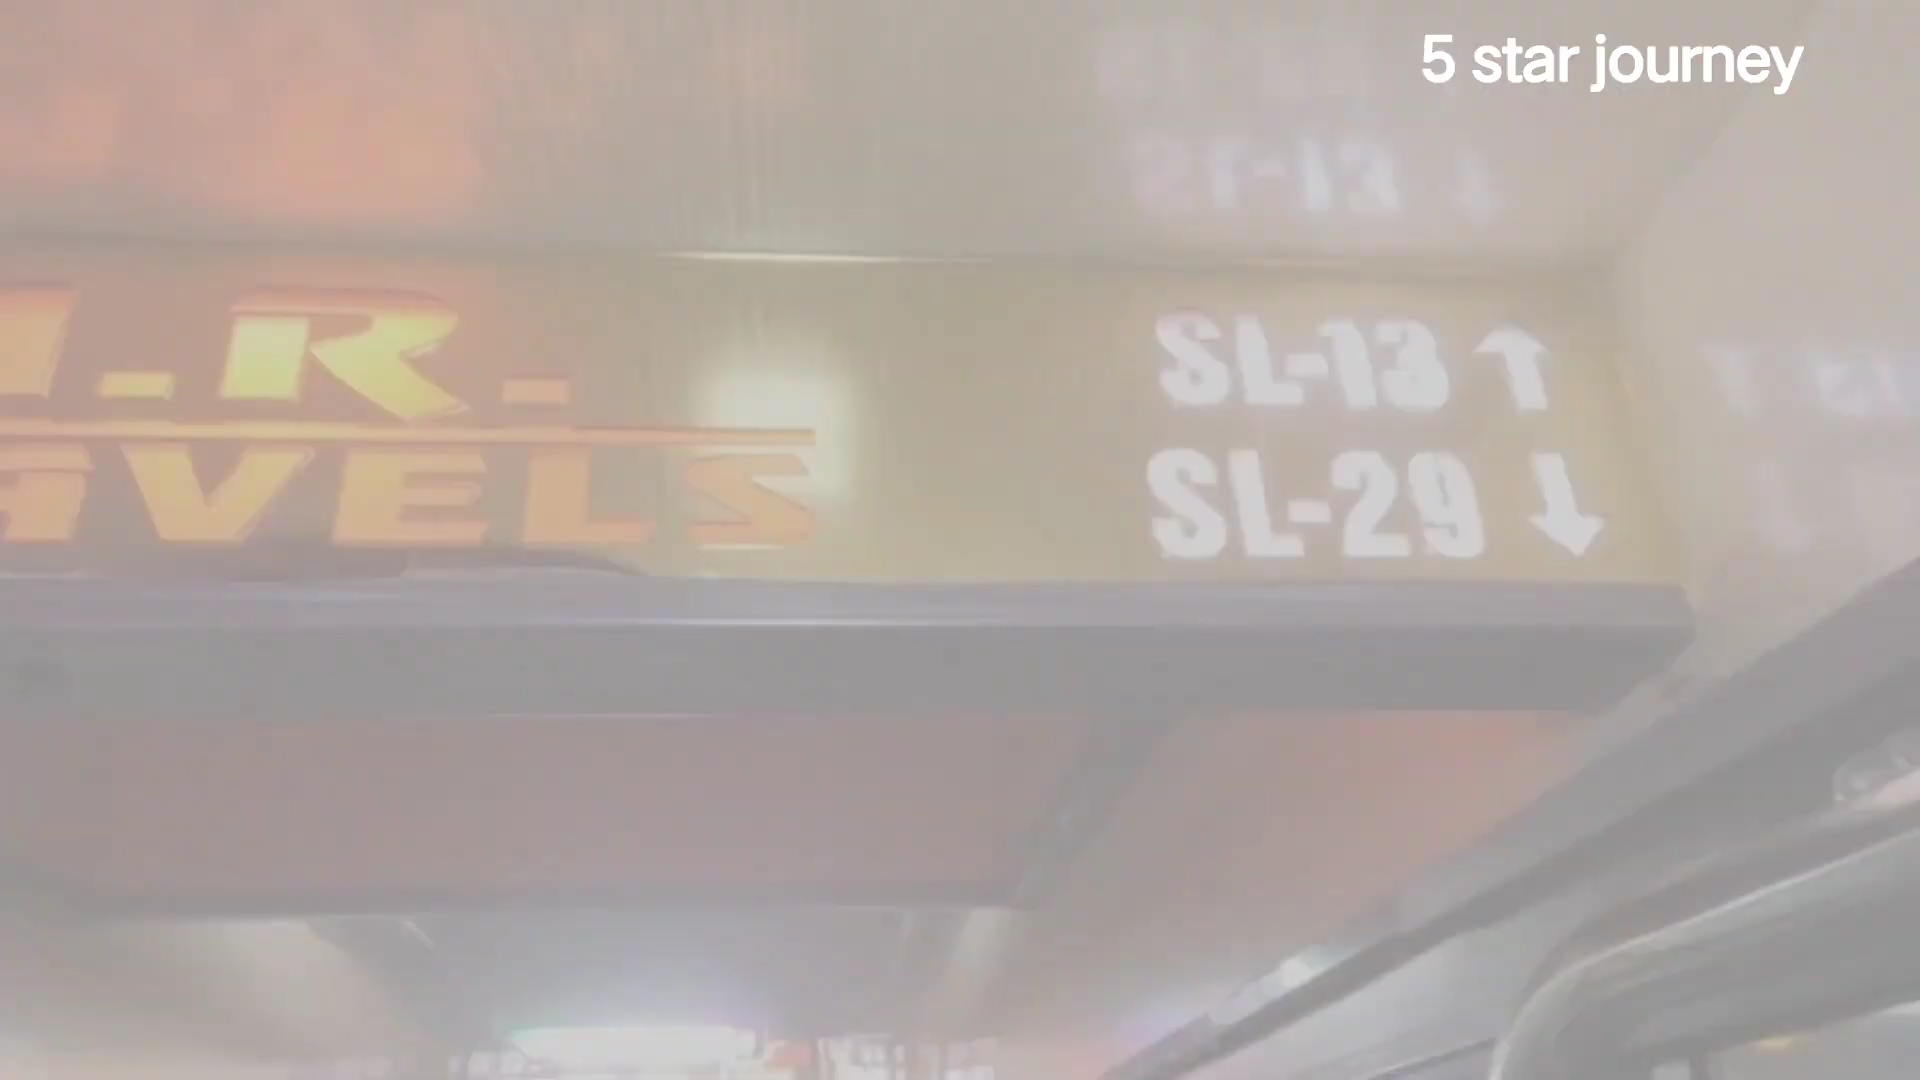 5 star journey
.R.
AVELS
SL-13 ↑
SL-29 ↓